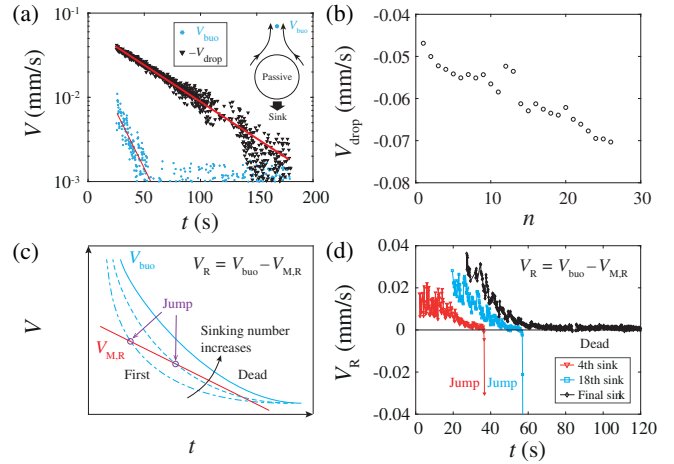 (a)
V (mm/s)
10⁻¹
10⁻²
10⁻³
V_buo
−V_drop
Passive
Sink
0 50 100 150 200
t (s)
(b)
V_drop (mm/s)
-0.04
-0.05
-0.06
-0.07
-0.08
0 10 20 30
n
(c)
V_buo
V_R = V_buo − V_M,R
Jump
V
V_M,R
Sinking number
increases
First
Dead
t
(d)
V_R (mm/s)
0.04
0.02
0
-0.02
-0.04
V_R = V_buo − V_M,R
Dead
4th sink
18th sink
Final sink
Jump
Jump
0 20 40 60 80 100 120
t (s)